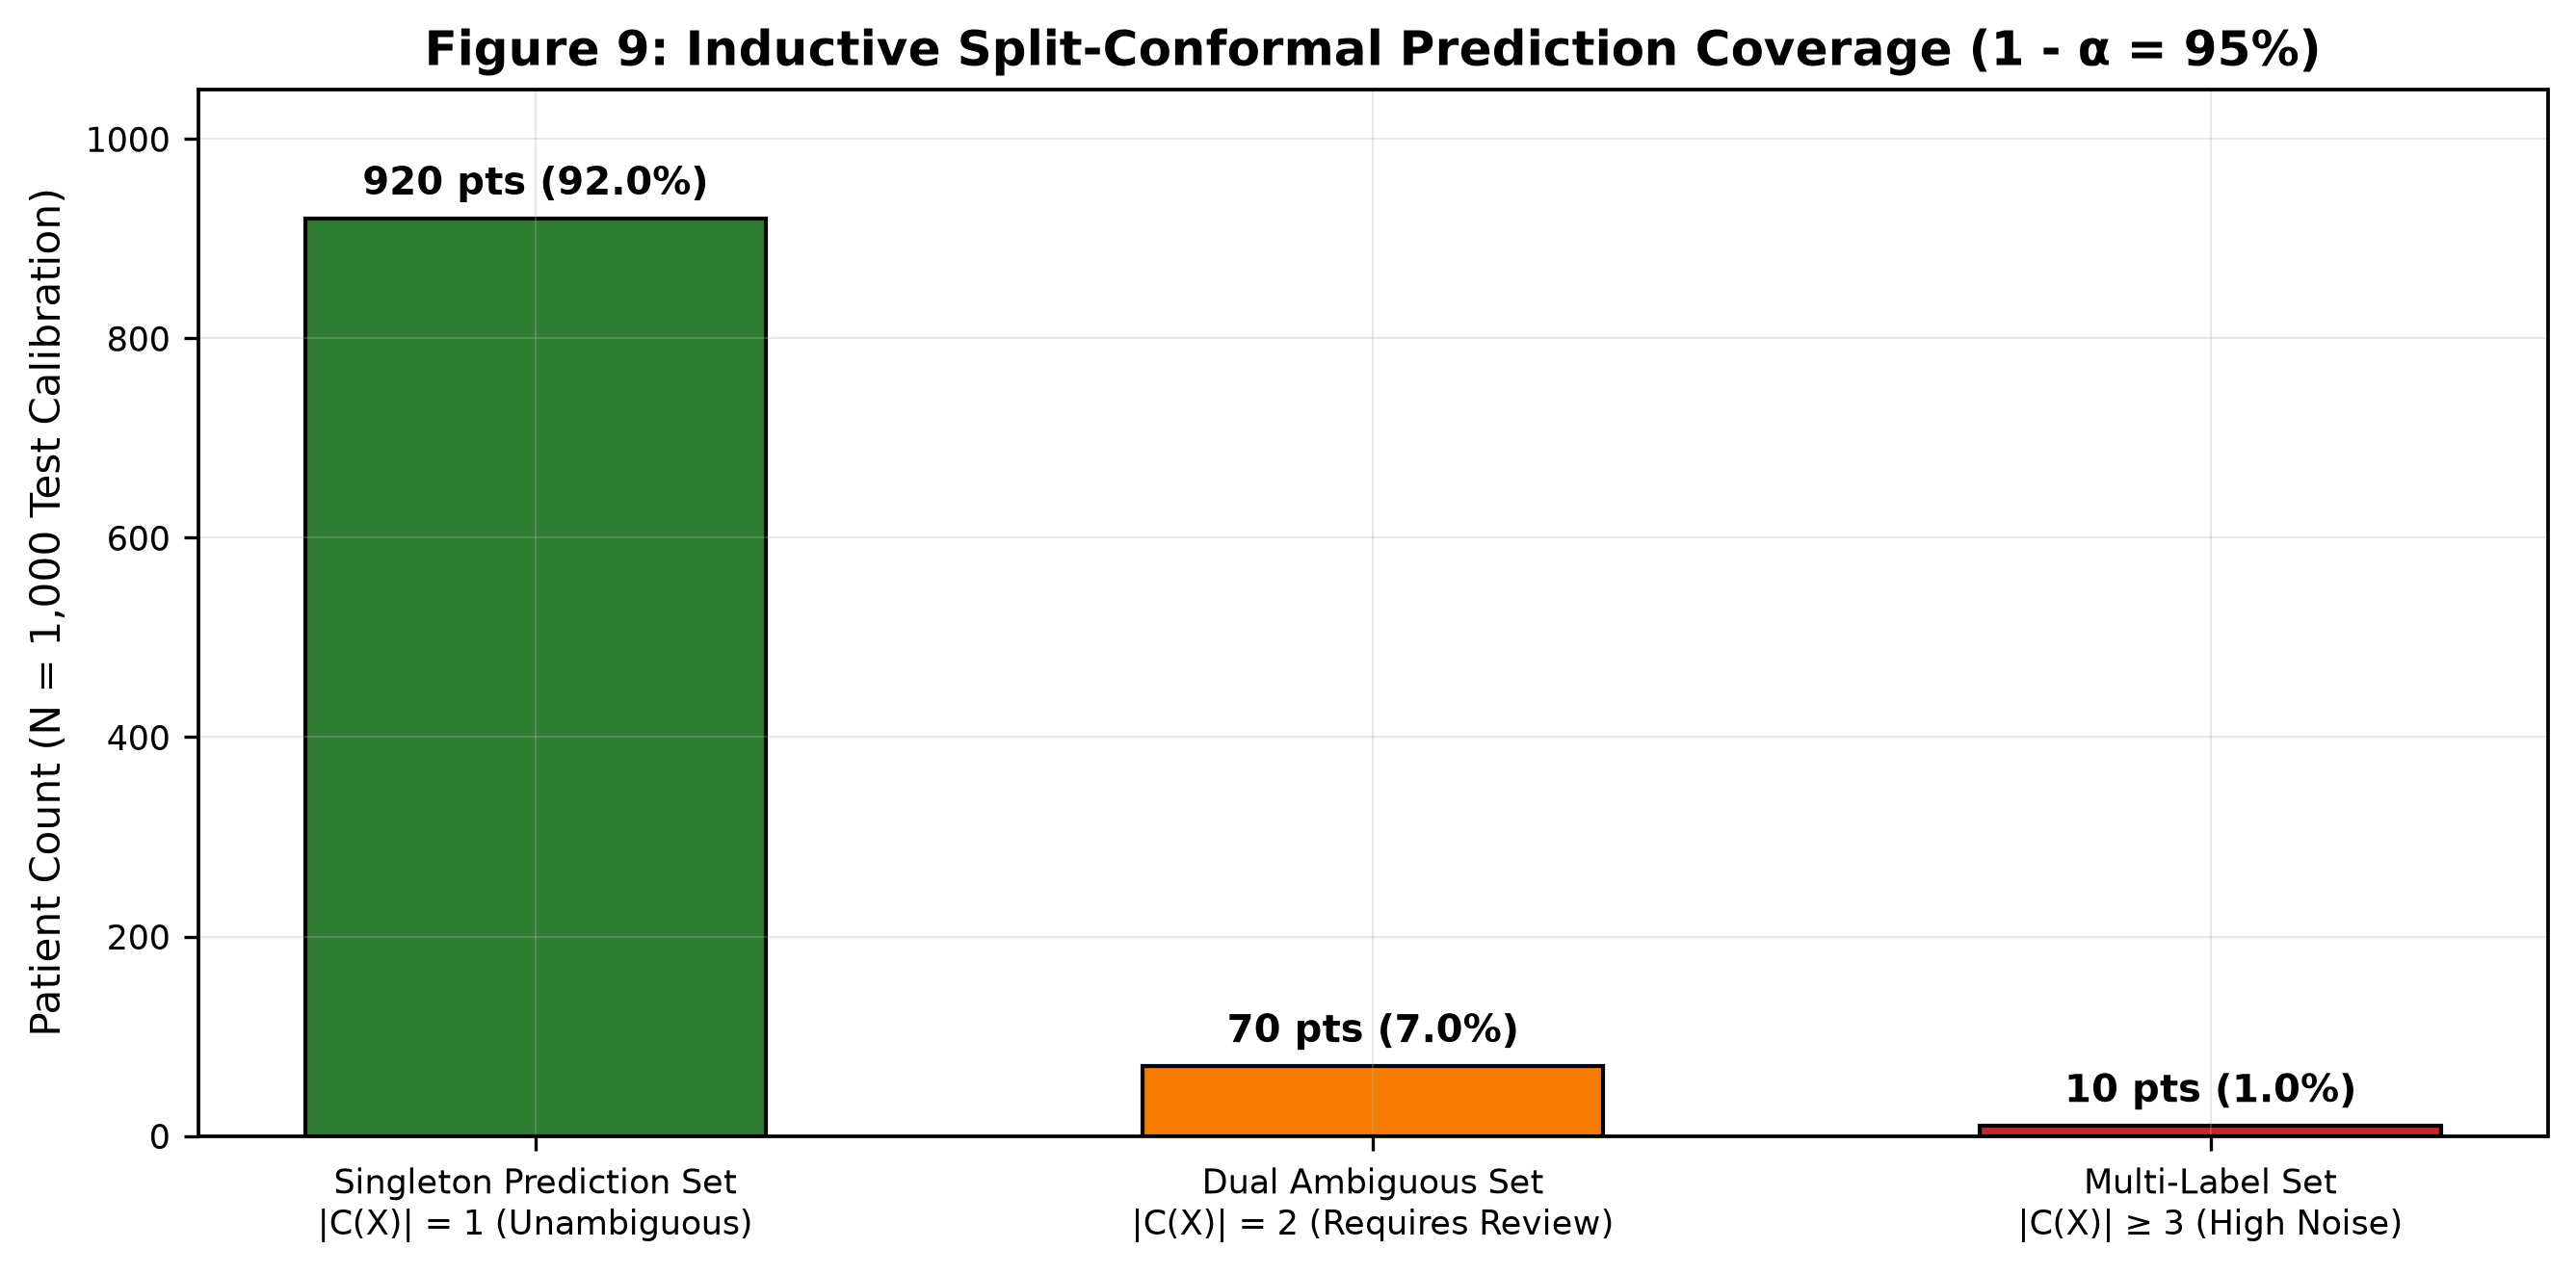 Figure 9: Inductive Split-Conformal Prediction Coverage (1 - α = 95%)
Patient Count (N = 1,000 Test Calibration)
1000
800
600
400
200
0
920 pts (92.0%)
70 pts (7.0%)
10 pts (1.0%)
Singleton Prediction Set
|C(X)| = 1 (Unambiguous)
Dual Ambiguous Set
|C(X)| = 2 (Requires Review)
Multi-Label Set
|C(X)| ≥ 3 (High Noise)